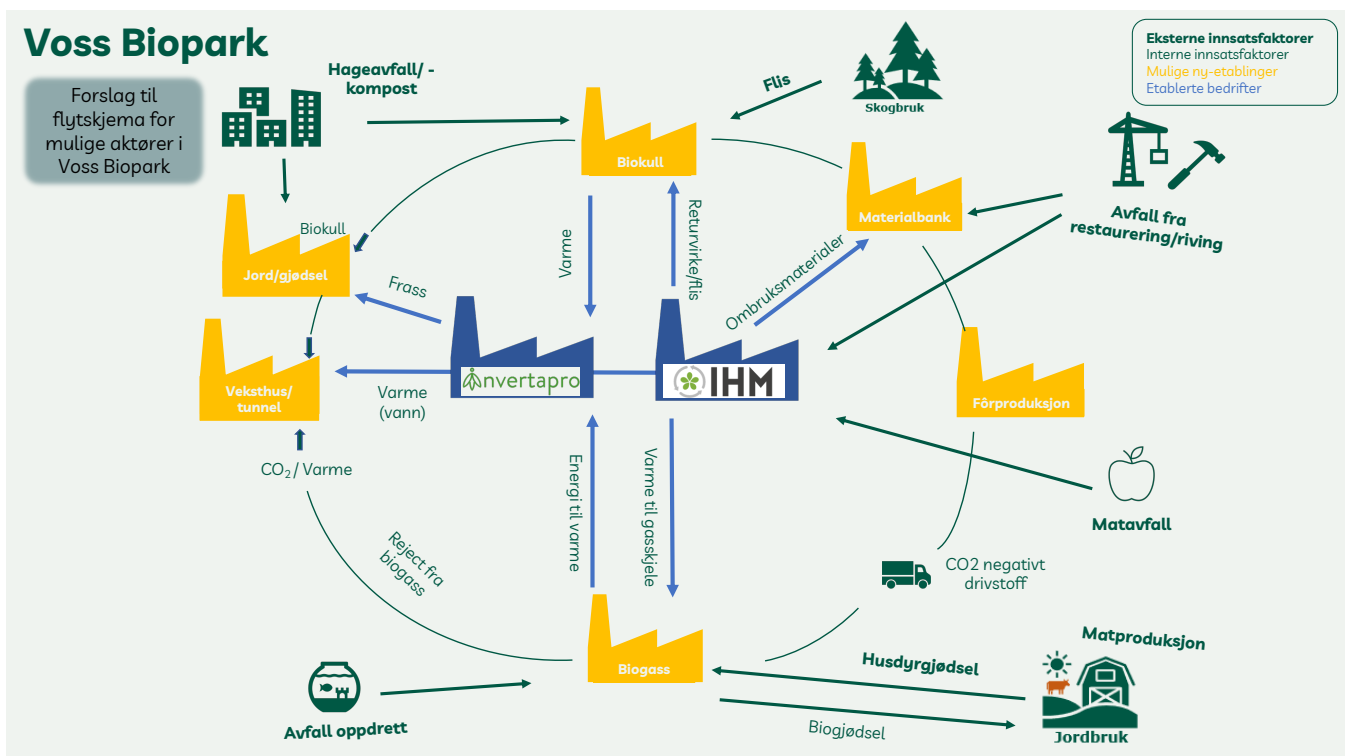 Voss Biopark
Forslag til
flytskjema for
mulige aktører i
Voss Biopark
Hageavfall/ -
kompost
Flis
Skogbruk
Eksterne innsatsfaktorer
Interne innsatsfaktorer
Mulige ny-etablinger
Etablerte bedrifter
Biokull
Materialbank
Avfall fra
restaurering/riving
Biokull
Jord/gjødsel
Varme
Returvirke/flis
Ombruksmaterialer
Frass
nvertapro
IHM
Veksthus/
tunnel
Varme
(vann)
Fôrproduksjon
CO₂ / Varme
Energi til varme
Varme til gasskjele
Matavfall
Reject fra
biogass
CO2 negativt
drivstoff
Biogass
Matproduksjon
Husdyrgjødsel
Avfall oppdrett
Biogjødsel
Jordbruk